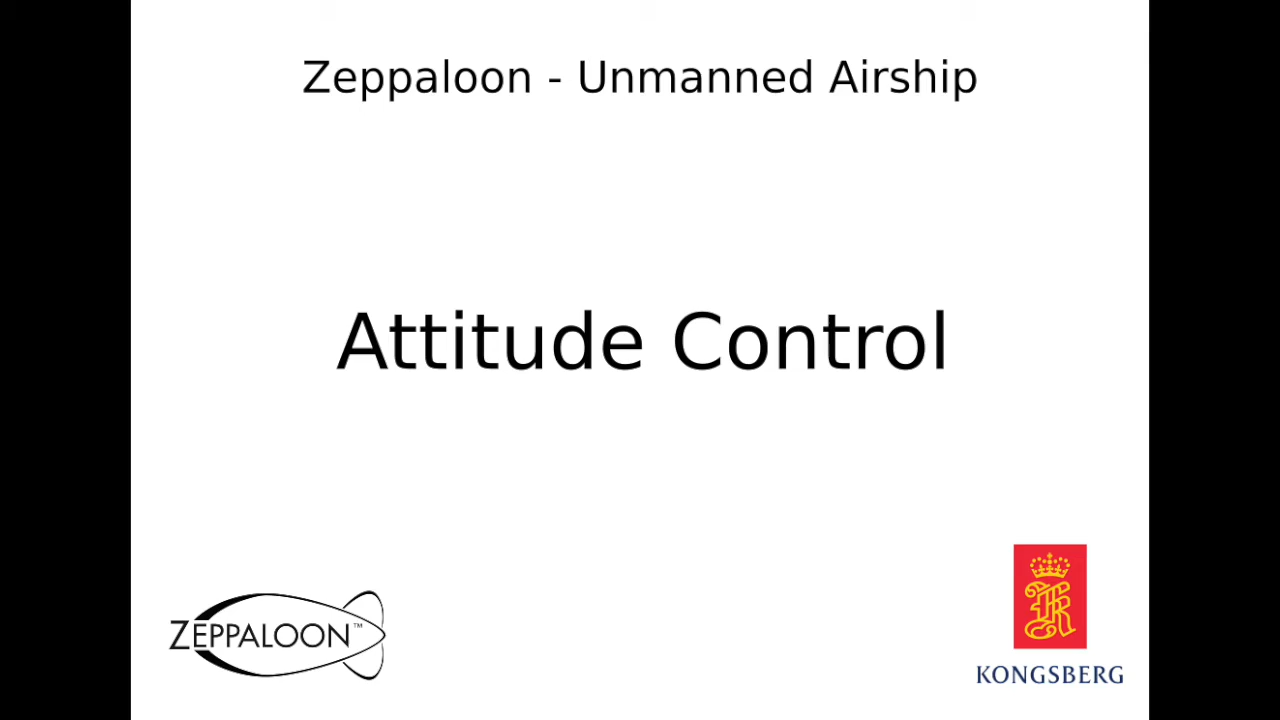 Zeppaloon - Unmanned Airship
Attitude Control
ZEPPALOON™
KONGSBERG